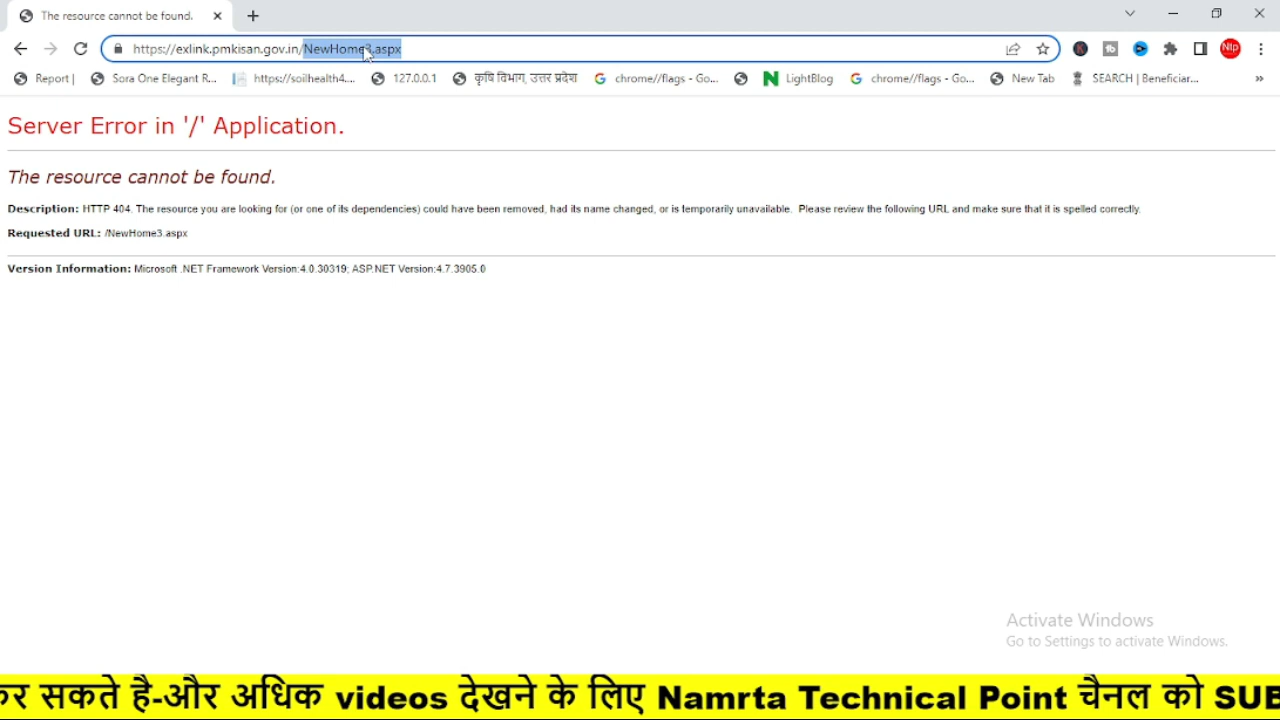 The resource cannot be found.
https://exlink.pmkisan.gov.in/NewHome3.aspx
Ntp
Report |
Sora One Elegant R...
https://soilhealth4....
127.0.0.1
कृषि विभाग, उत्तर प्रदेश
chrome//flags - Go...
LightBlog
chrome//flags - Go...
New Tab
SEARCH | Beneficiar...
Server Error in '/' Application.
The resource cannot be found.
Description: HTTP 404. The resource you are looking for (or one of its dependencies) could have been removed, had its name changed, or is temporarily unavailable. Please review the following URL and make sure that it is spelled correctly.
Requested URL: /NewHome3.aspx
Version Information: Microsoft .NET Framework Version:4.0.30319; ASP.NET Version:4.7.3905.0
Activate Windows
Go to Settings to activate Windows.
कर सकते है-और अधिक videos देखने के लिए Namrta Technical Point चैनल को SUB